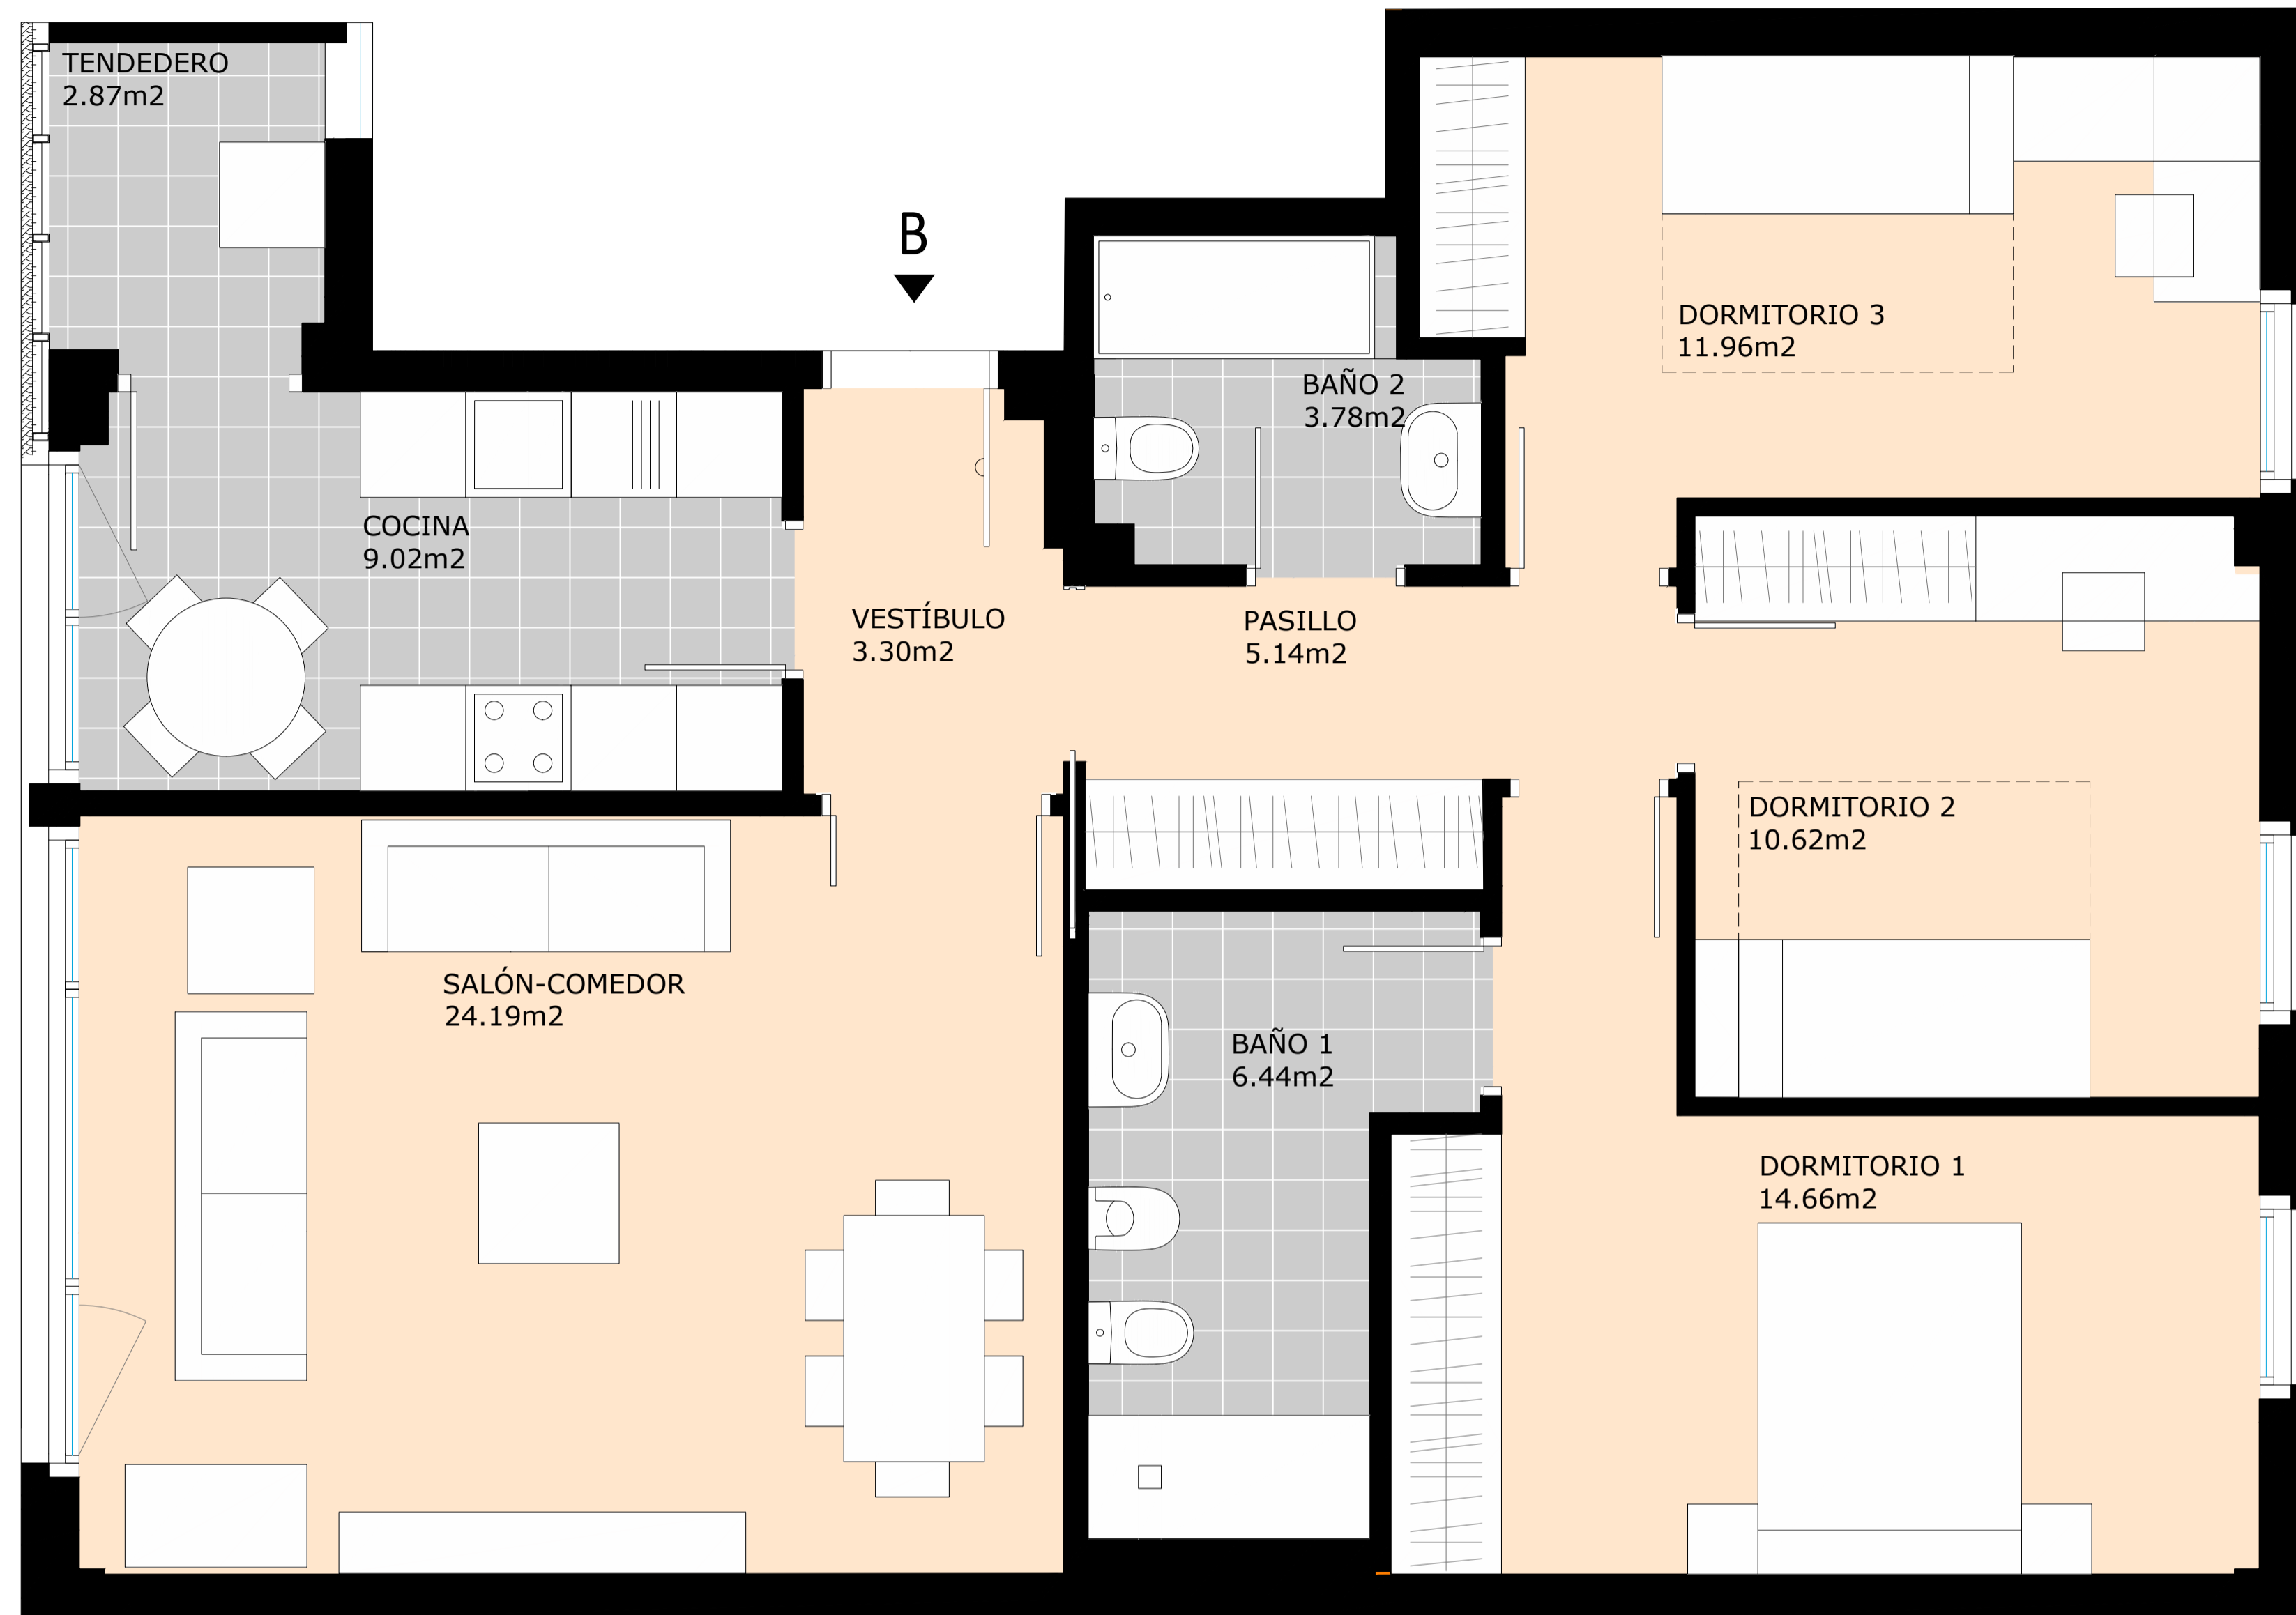 TENDEDERO
2.87m2
B
DORMITORIO 3
11.96m2
BAÑO 2
3.78m2
COCINA
9.02m2
VESTÍBULO
3.30m2
PASILLO
5.14m2
DORMITORIO 2
10.62m2
SALÓN-COMEDOR
24.19m2
BAÑO 1
6.44m2
DORMITORIO 1
14.66m2